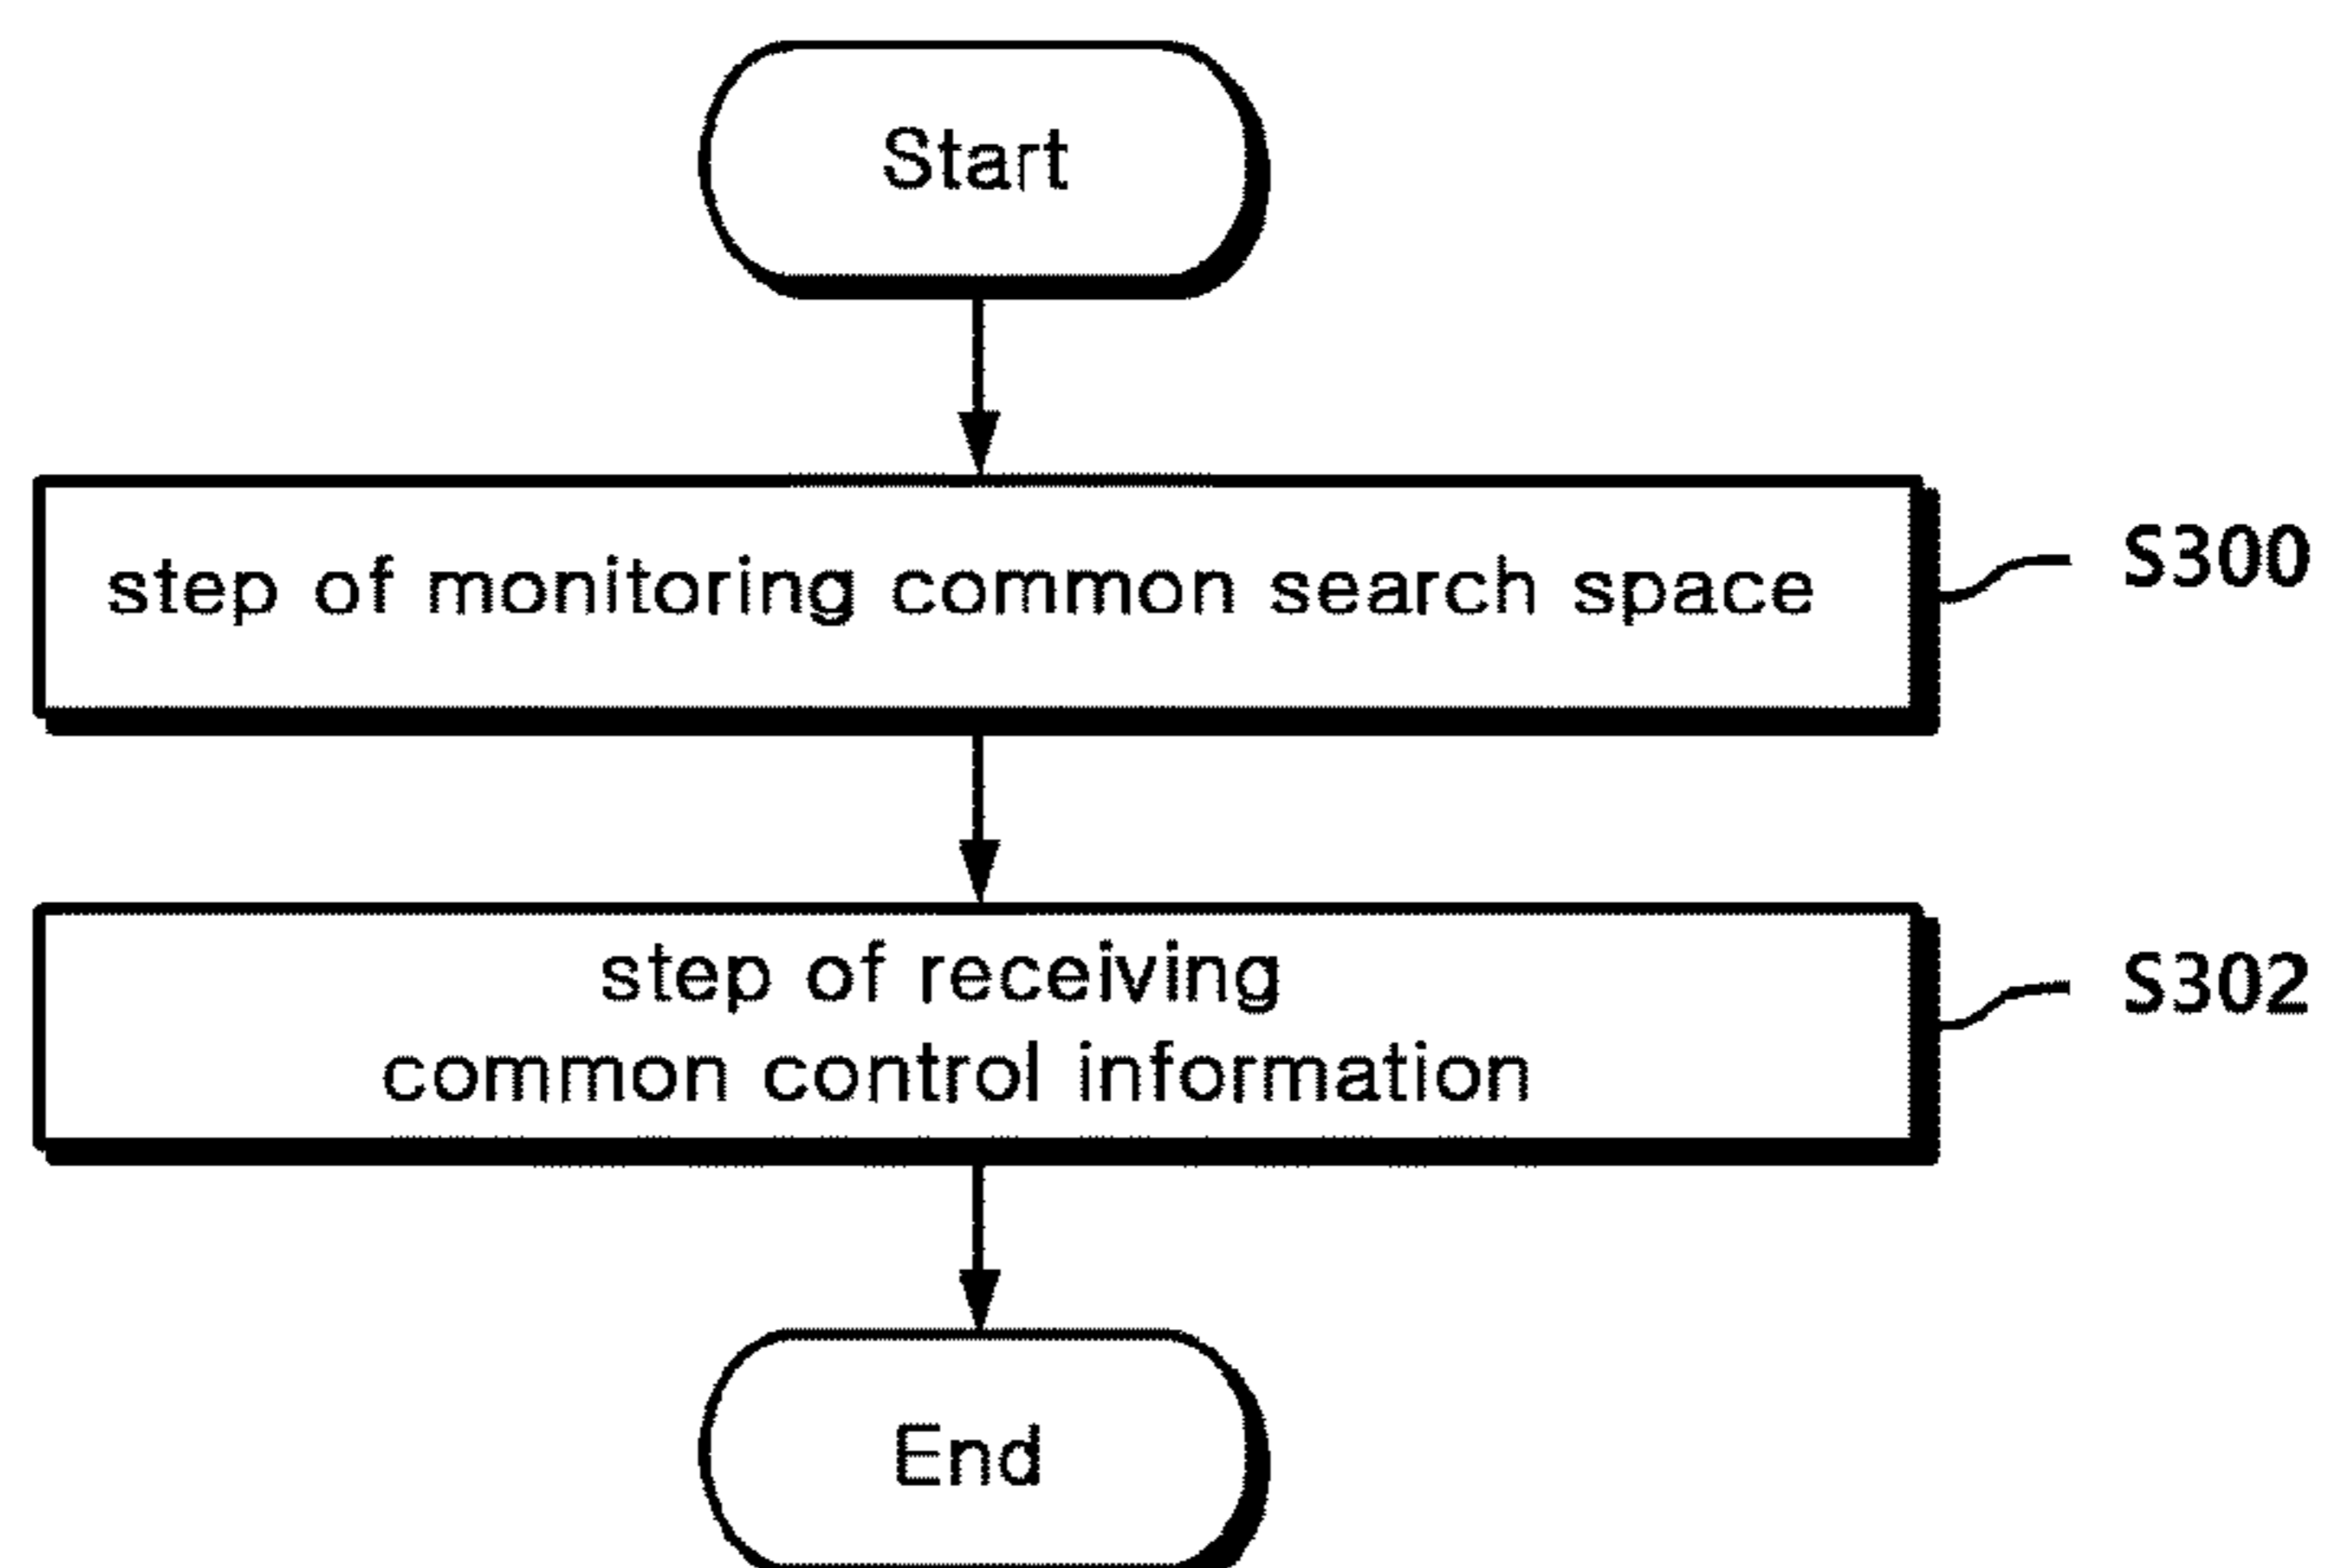 Start
step of monitoring common search space
S300
step of receiving
common control information
S302
End